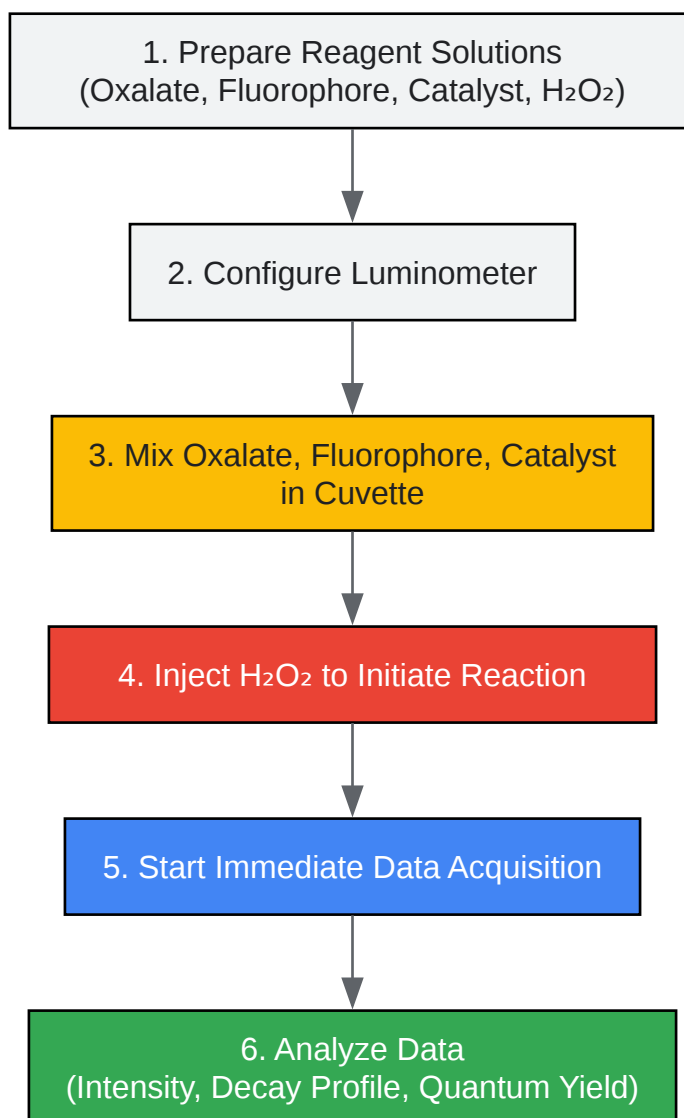 1. Prepare Reagent Solutions
(Oxalate, Fluorophore, Catalyst, H₂O₂)
2. Configure Luminometer
3. Mix Oxalate, Fluorophore, Catalyst
in Cuvette
4. Inject H₂O₂ to Initiate Reaction
5. Start Immediate Data Acquisition
6. Analyze Data
(Intensity, Decay Profile, Quantum Yield)